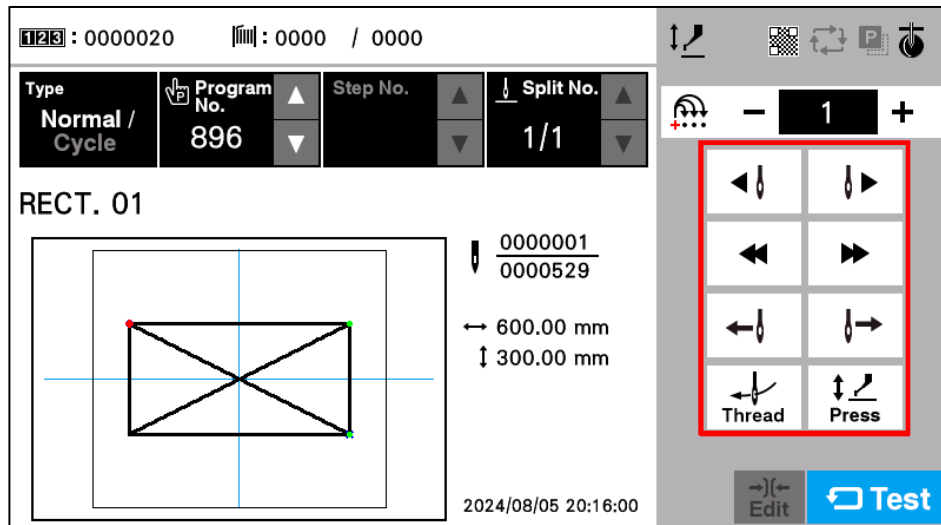 123 : 0000020 : 0000 / 0000
P
Type
Normal /
Cycle
P Program No.
896
Step No.
Split No.
1/1
1
RECT. 01
0000001
0000529
600.00 mm
300.00 mm
Thread
Press
2024/08/05 20:16:00
Edit
Test